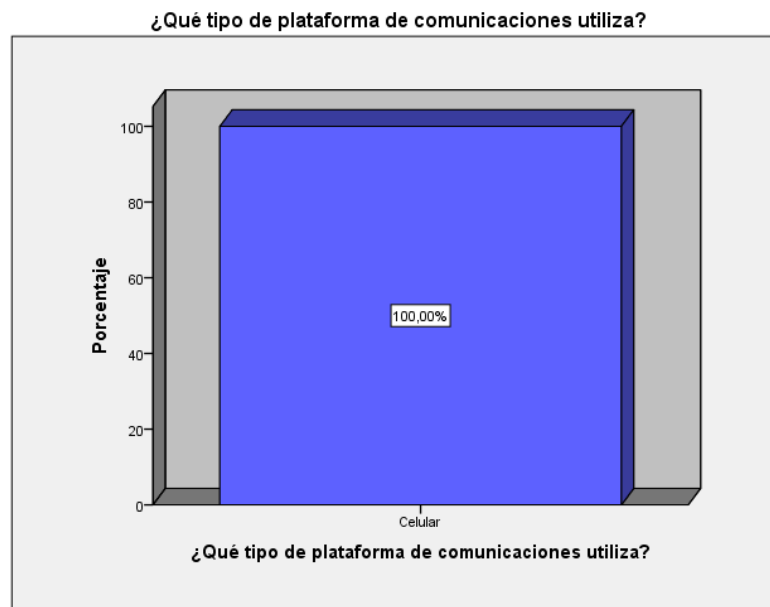 ¿Qué tipo de plataforma de comunicaciones utiliza?
100
80
60
40
20
0
Porcentaje
100,00%
Celular
¿Qué tipo de plataforma de comunicaciones utiliza?